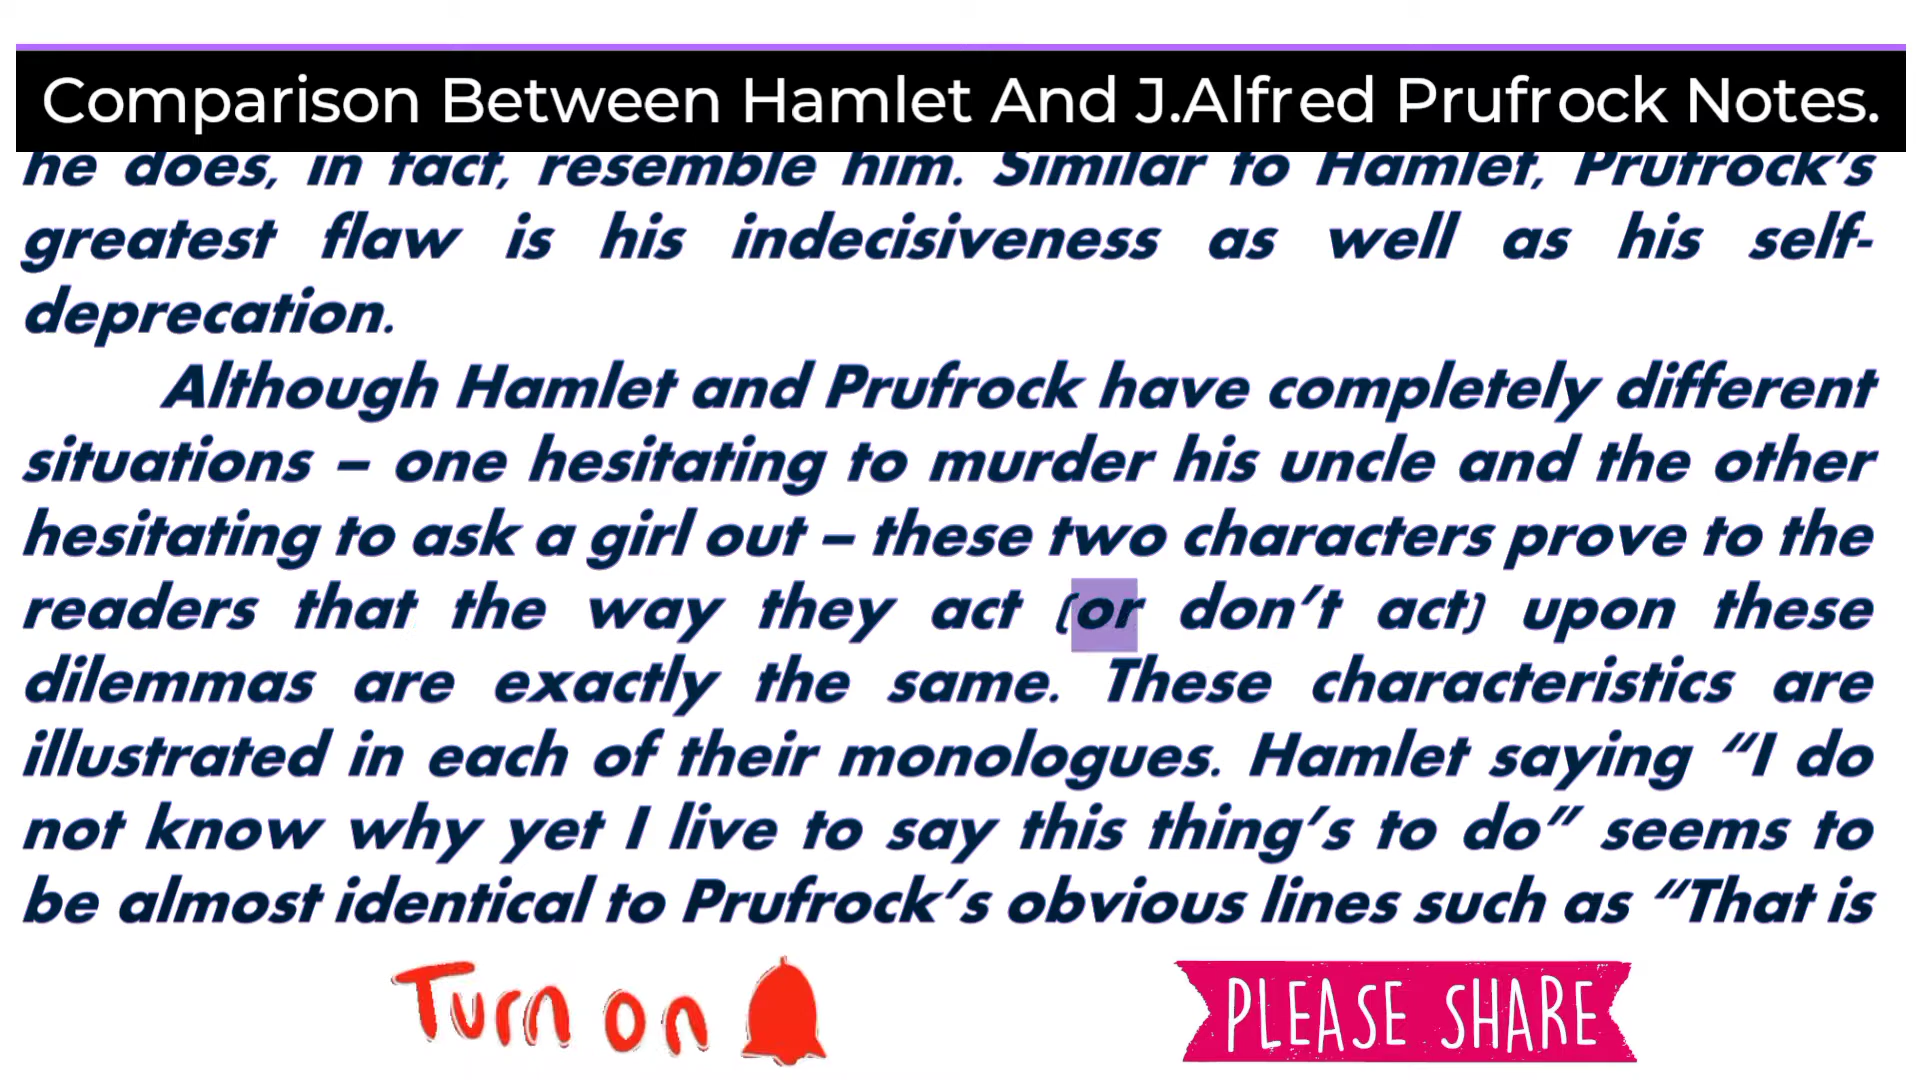 Comparison Between Hamlet And J.Alfred Prufrock Notes.
he does, in fact, resemble him. Similar to Hamlet, Prufrock’s
greatest flaw is his indecisiveness as well as his self-
deprecation.
Although Hamlet and Prufrock have completely different
situations – one hesitating to murder his uncle and the other
hesitating to ask a girl out – these two characters prove to the
readers that the way they act (or don’t act) upon these
dilemmas are exactly the same. These characteristics are
illustrated in each of their monologues. Hamlet saying “I do
not know why yet I live to say this thing’s to do” seems to
be almost identical to Prufrock’s obvious lines such as “That is
Turn on
PLEASE SHARE